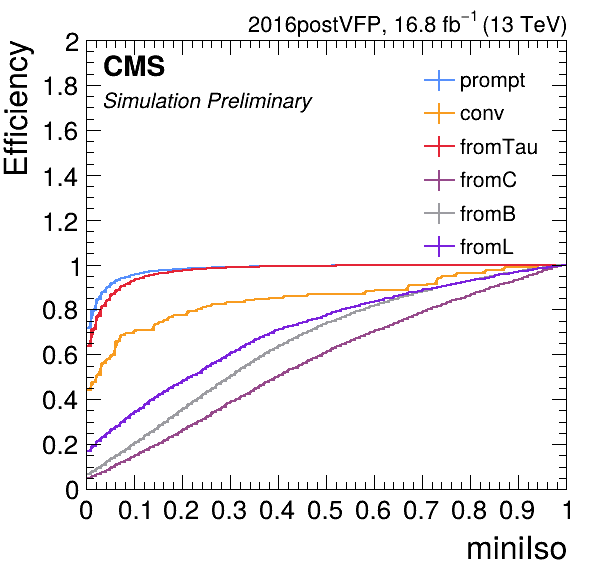 2016postVFP, 16.8 fb⁻¹ (13 TeV)
Efficiency
CMS
Simulation Preliminary
prompt
conv
fromTau
fromC
fromB
fromL
2
1.8
1.6
1.4
1.2
1
0.8
0.6
0.4
0.2
0
0 0.1 0.2 0.3 0.4 0.5 0.6 0.7 0.8 0.9 1
miniIso